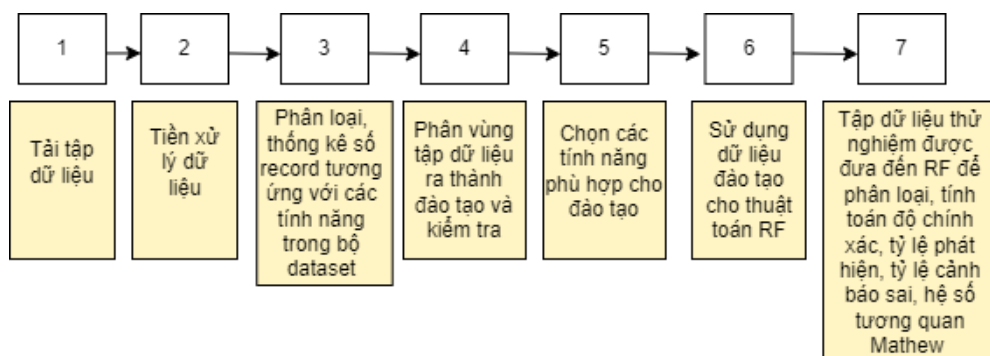 1
2
3
4
5
6
7
Tải tập
dữ liệu
Tiền xử
lý dữ
liệu
Phân loại,
thống kê số
record tương
ứng với các
tính năng
trong bộ
dataset
Phân vùng
tập dữ liệu
ra thành
đào tạo và
kiểm tra
Chọn các
tính năng
phù hợp cho
đào tạo
Sử dụng
dữ liệu
đào tạo
cho thuật
toán RF
Tập dữ liệu thử
nghiệm được
đưa đến RF để
phân loại, tính
toán độ chính
xác, tỷ lệ phát
hiện, tỷ lệ cảnh
báo sai, hệ số
tương quan
Mathew